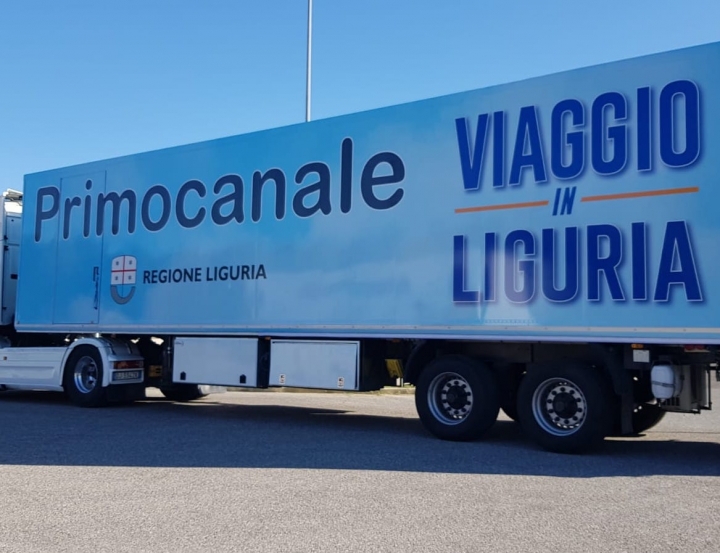 Primocanale
REGIONE LIGURIA
VIAGGIO
IN
LIGURIA